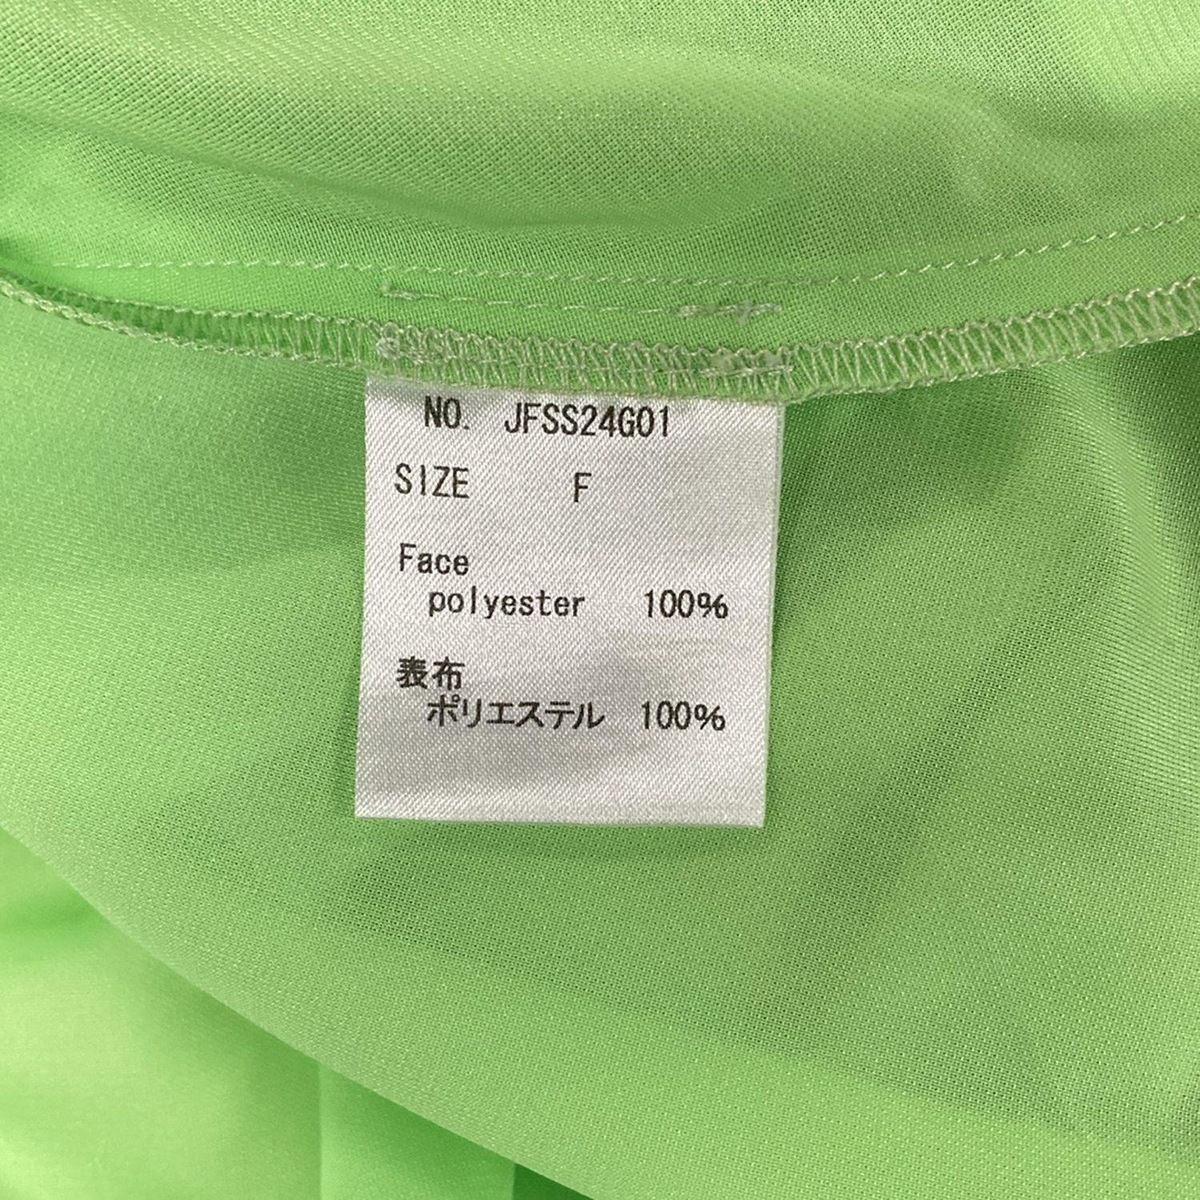 NO. JFSS24G01
SIZE F
Face
polyester 100%
表布
ポリエステル 100%